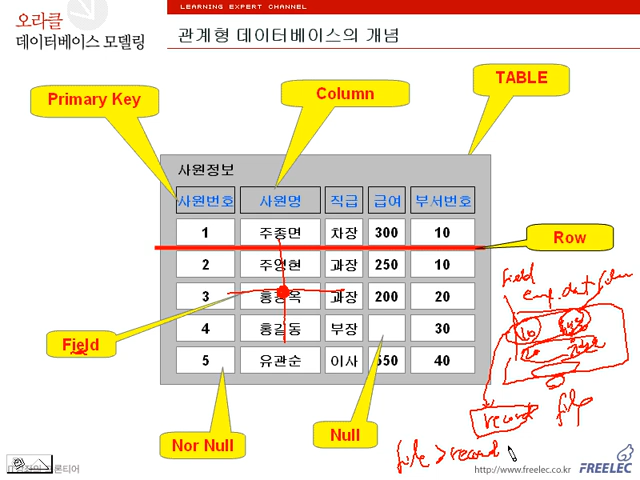 LEARNING EXPERT CHANNEL
오라클
데이터베이스 모델링
관계형 데이터베이스의 개념
Primary Key
Column
TABLE
사원정보
사원번호 사원명 직급 급여 부서번호
1 주종면 차장 300 10
Row
2 주영현 과장 250 10
3 홍경옥 과장 200 20
4 홍길동 부장 30
5 유관순 이사 550 40
Field
Nor Null
Null
field
record
file
file > record
http://www.freelec.co.kr
FREELEC